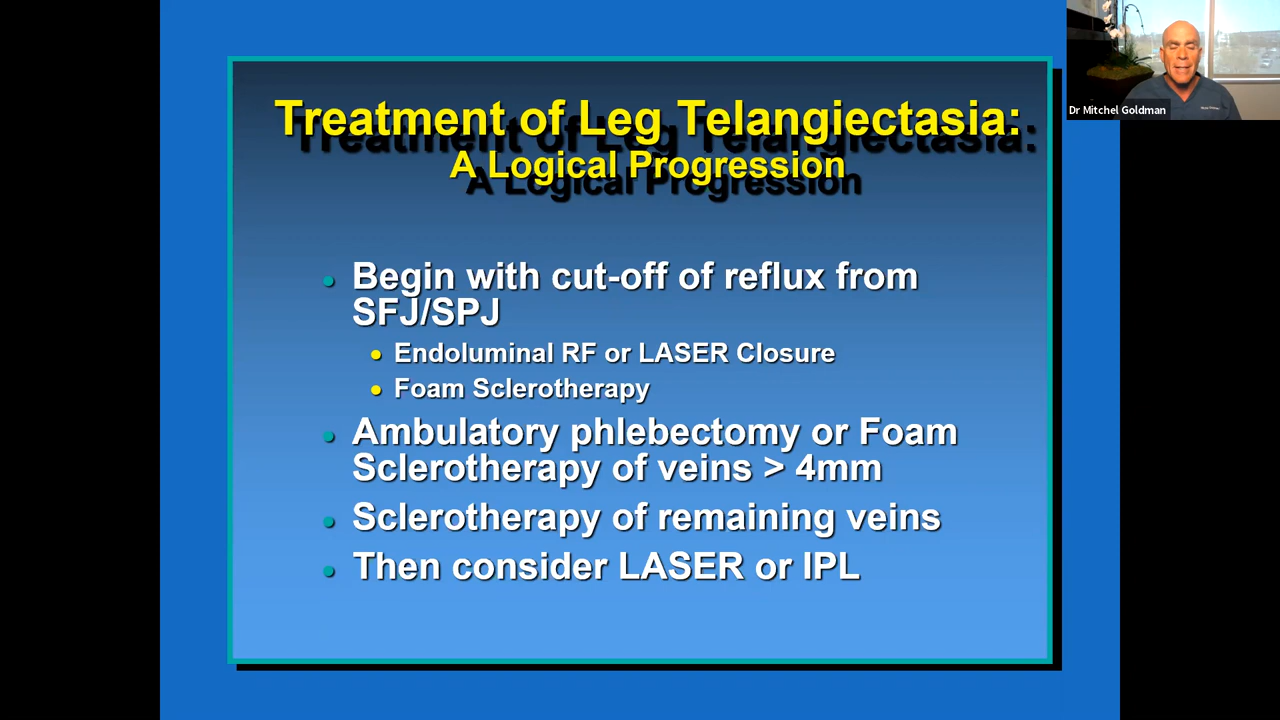 Treatment of Leg Telangiectasia:
A Logical Progression
Begin with cut-off of reflux from
SFJ/SPJ
Endoluminal RF or LASER Closure
Foam Sclerotherapy
Ambulatory phlebectomy or Foam
Sclerotherapy of veins > 4mm
Sclerotherapy of remaining veins
Then consider LASER or IPL
Dr Mitchel Goldman